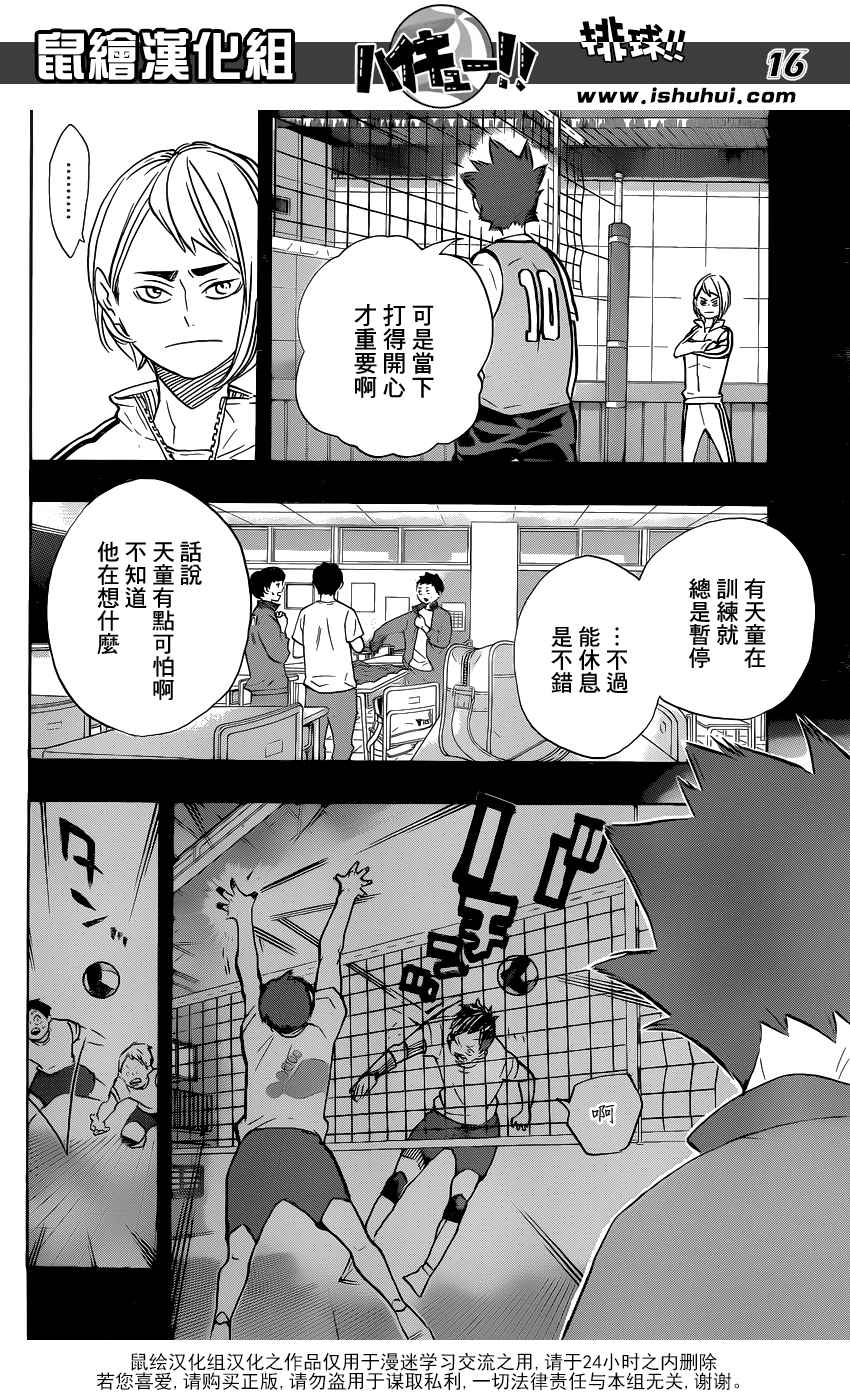 鼠繪漢化組
ハイキュー!!
排球!!
16
www.ishuhui.com
可是當下
打得開心
才重要啊
………
10
有天童在
訓練就
總是暫停
…不過
能休息
是不錯
話說
天童有點可怕啊
不知道
他在想什麼
啊
鼠绘汉化组汉化之作品仅用于漫迷学习交流之用,请于24小时之内删除
若您喜爱,请购买正版,请勿盗用于谋取私利,一切法律责任与本组无关,谢谢。